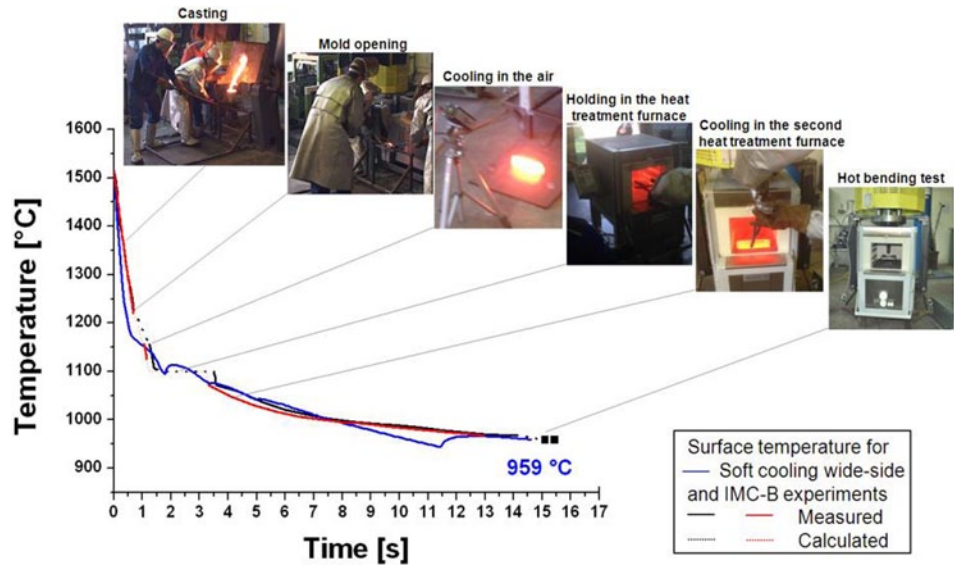 Casting
Mold opening
Cooling in the air
Holding in the heat
treatment furnace
Cooling in the second
heat treatment furnace
Hot bending test
Temperature [°C]
1600
1500
1400
1300
1200
1100
1000
900
959 °C
0 1 2 3 4 5 6 7 8 9 10 11 12 13 14 15 16 17
Time [s]
Surface temperature for
Soft cooling wide-side
and IMC-B experiments
Measured
Calculated